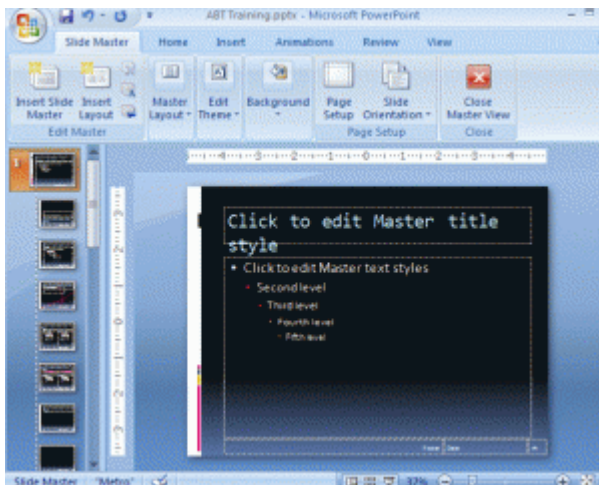 ABT Training.pptx - Microsoft PowerPoint
Slide Master Home Insert Animations Review View
Insert Slide Master
Insert Layout
Master Layout
Edit Theme
Background
Page Setup
Slide Orientation
Close Master View
Edit Master
Page Setup
Close
1
Click to edit Master title
style
• Click to edit Master text styles
• Second level
• Third level
• Fourth level
• Fifth level
Date
Slide Master "Metro" 37%